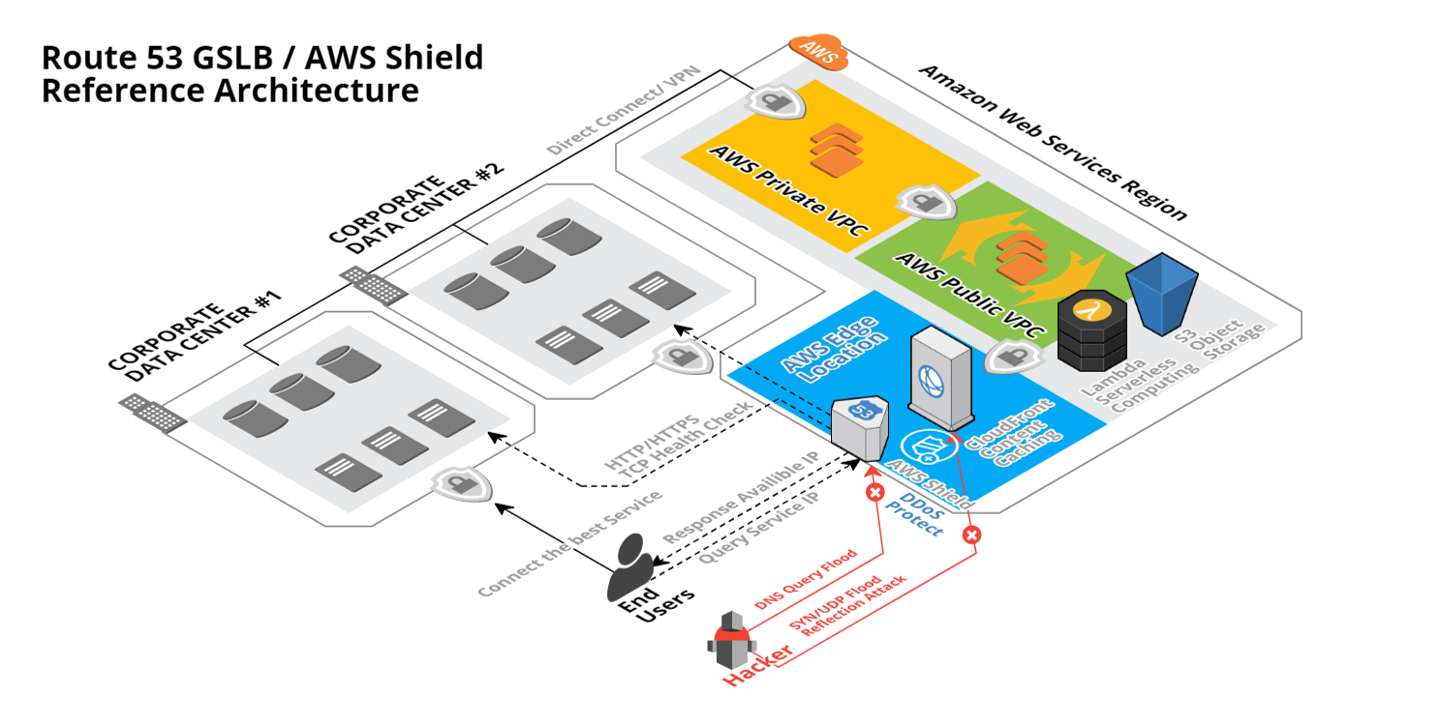 Route 53 GSLB / AWS Shield
Reference Architecture
AWS
Amazon Web Services Region
Direct Connect/ VPN
AWS Private VPC
CORPORATE
DATA CENTER #2
AWS Public VPC
CORPORATE
DATA CENTER #1
AWS Edge
Location
λ
S3
Object
Storage
Lambda
Serverless
Computing
53
CloudFront
Content
Caching
AWS Shield
DDoS
Protect
HTTP/HTTPS
TCP Health Check
Response Availible IP
Query Service IP
Connect the best Service
End
Users
DNS Query Flood
SYN/UDP Flood
Reflection Attack
Hacker